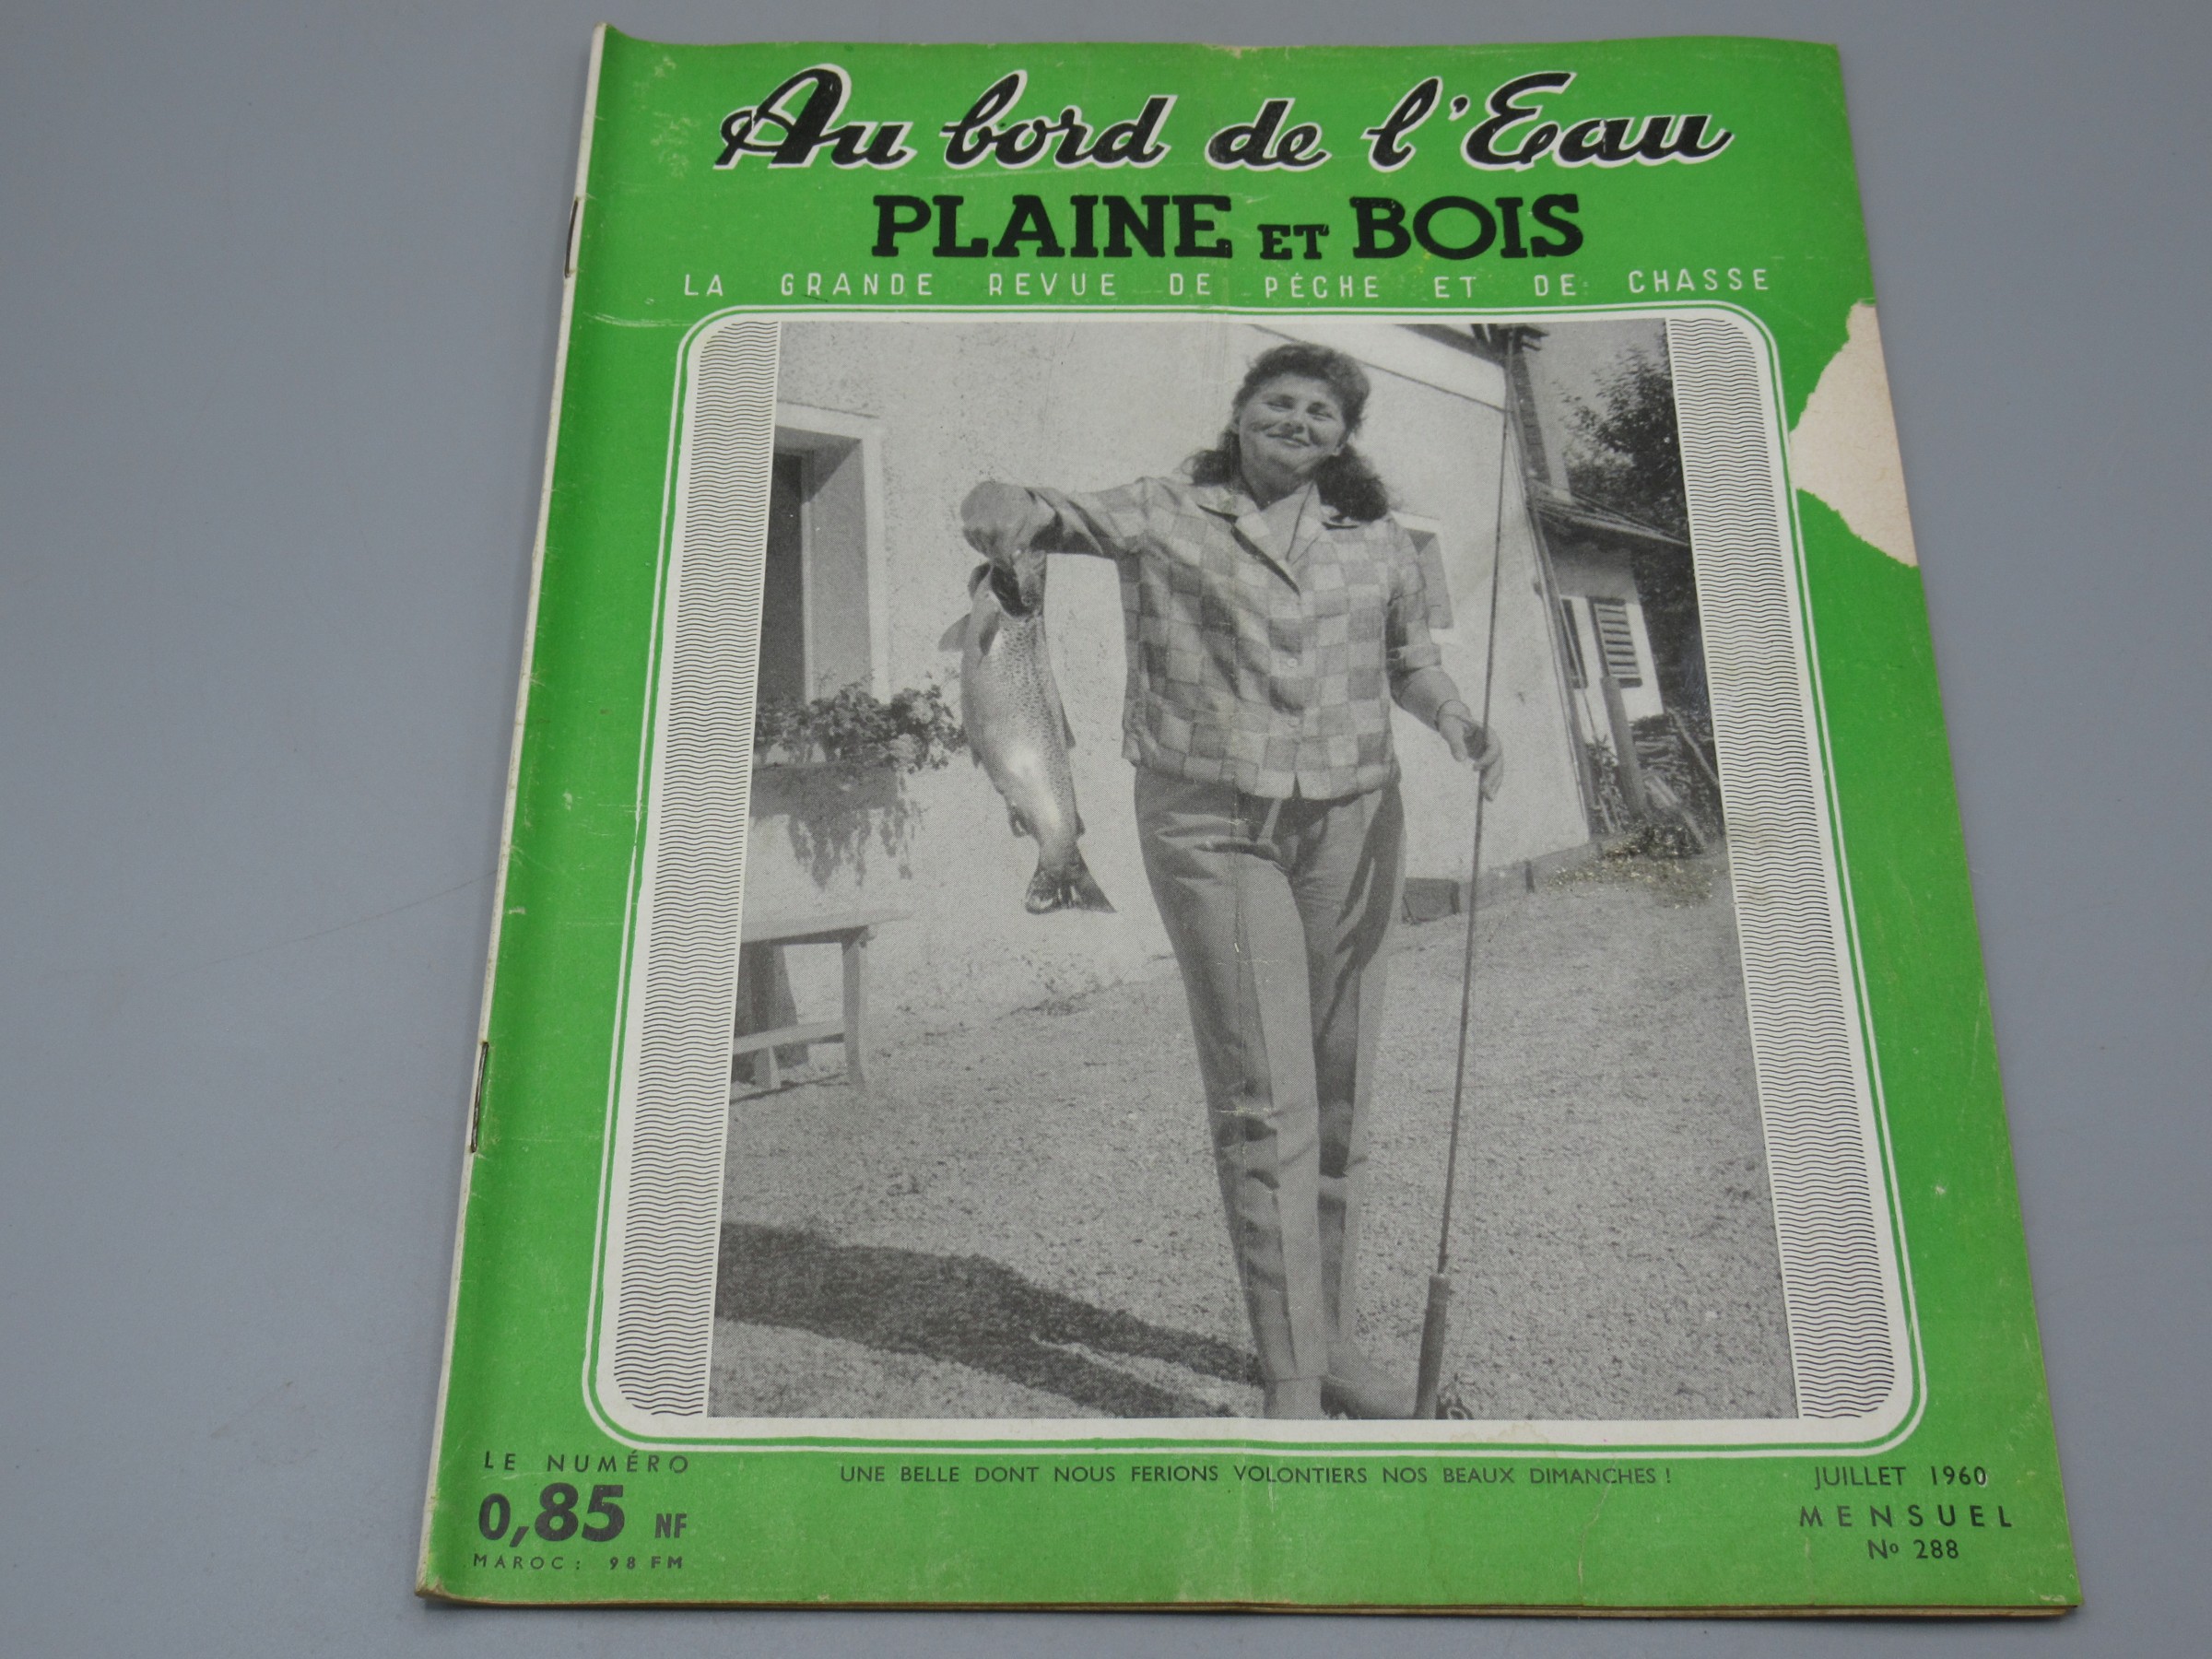 Au bord de l'Eau
PLAINE ET BOIS
LA GRANDE REVUE DE PÊCHE ET DE CHASSE
UNE BELLE DONT NOUS FERIONS VOLONTIERS NOS BEAUX DIMANCHES !
LE NUMÉRO
0,85 NF
MAROC : 98 FM
JUILLET 1960
MENSUEL
Nº 288